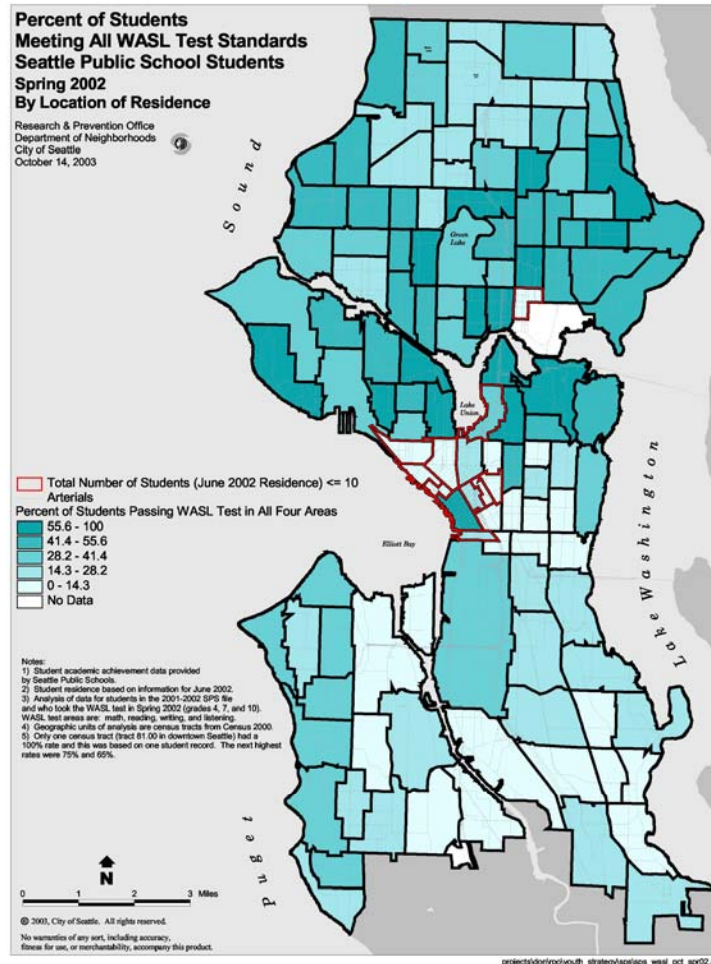 Percent of Students
Meeting All WASL Test Standards
Seattle Public School Students
Spring 2002
By Location of Residence
Research & Prevention Office
Department of Neighborhoods
City of Seattle
October 14, 2003
Sound
Green
Lake
Lake
Union
Lake Washington
Elliott Bay
Total Number of Students (June 2002 Residence) <= 10
Arterials
Percent of Students Passing WASL Test in All Four Areas
55.6 - 100
41.4 - 55.6
28.2 - 41.4
14.3 - 28.2
0 - 14.3
No Data
Notes:
1) Student academic achievement data provided
by Seattle Public Schools.
2) Student residence based on information for June 2002.
3) Analysis of data for students in the 2001-2002 SPS file
and who took the WASL test in Spring 2002 (grades 4, 7, and 10).
WASL test areas are: math, reading, writing, and listening.
4) Geographic units of analysis are census tracts from Census 2000.
5) Only one census tract (tract 81.00 in downtown Seattle) had a
100% rate and this was based on one student record. The next highest
rates were 75% and 65%.
Puget
N
0 1 2 3 Miles
© 2003, City of Seattle. All rights reserved.
No warranties of any sort, including accuracy,
fitness for use, or merchantability, accompany this product.